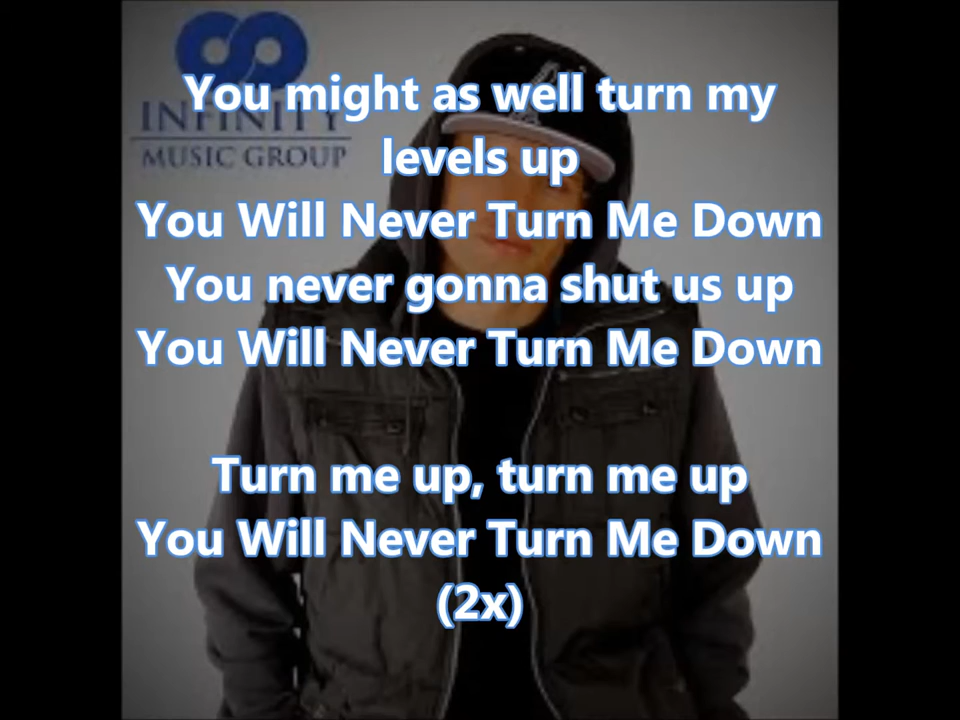 INFINITY
MUSIC GROUP
You might as well turn my
levels up
You Will Never Turn Me Down
You never gonna shut us up
You Will Never Turn Me Down
Turn me up, turn me up
You Will Never Turn Me Down
(2x)